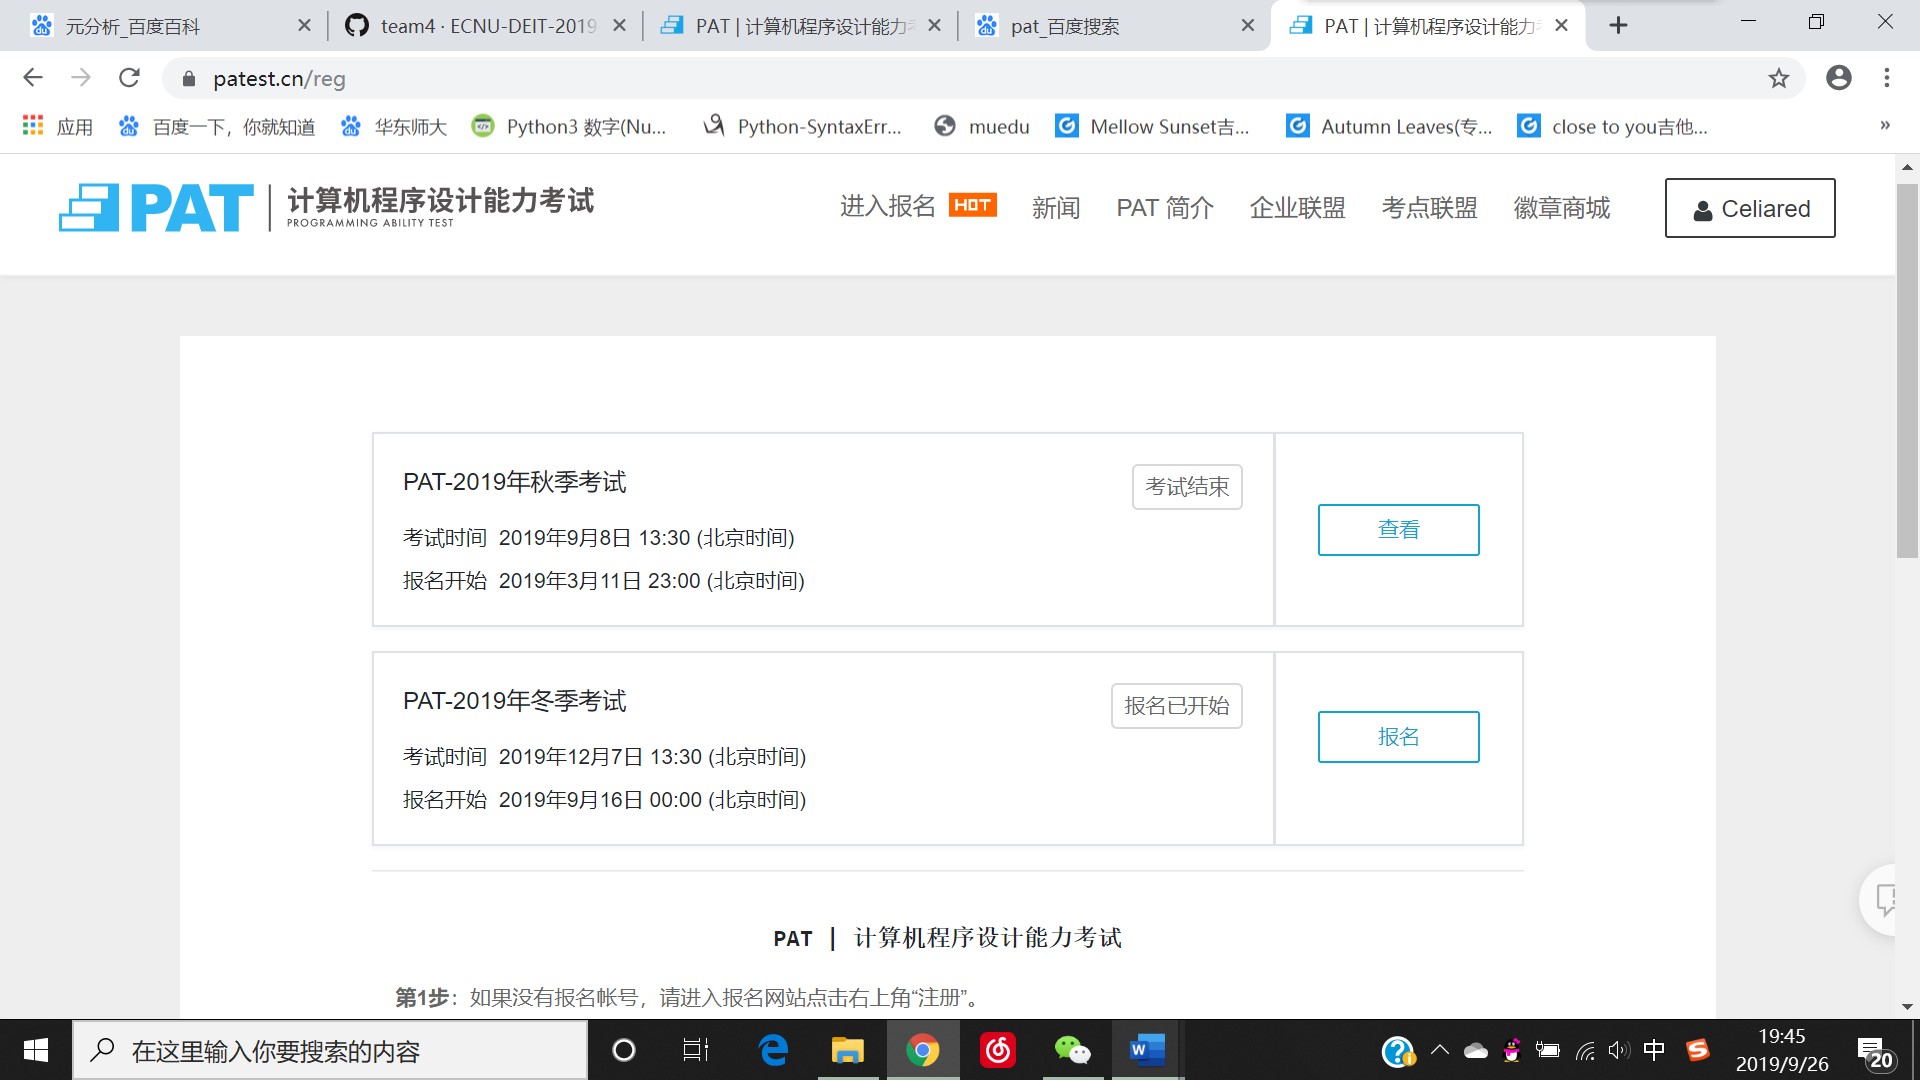 元分析_百度百科
team4 · ECNU-DEIT-2019
PAT | 计算机程序设计能力
pat_百度搜索
PAT | 计算机程序设计能力
patest.cn/reg
应用
百度一下，你就知道
华东师大
Python3 数字(Nu...
Python-SyntaxErr...
muedu
Mellow Sunset吉...
Autumn Leaves(专...
close to you吉他...
»
PAT
计算机程序设计能力考试
PROGRAMMING ABILITY TEST
进入报名 HOT
新闻
PAT 简介
企业联盟
考点联盟
徽章商城
Celiared
PAT-2019年秋季考试
考试结束
考试时间 2019年9月8日 13:30 (北京时间)
报名开始 2019年3月11日 23:00 (北京时间)
查看
PAT-2019年冬季考试
报名已开始
考试时间 2019年12月7日 13:30 (北京时间)
报名开始 2019年9月16日 00:00 (北京时间)
报名
PAT | 计算机程序设计能力考试
第1步：如果没有报名帐号，请进入报名网站点击右上角“注册”。
在这里输入你要搜索的内容
中
19:45
2019/9/26
20